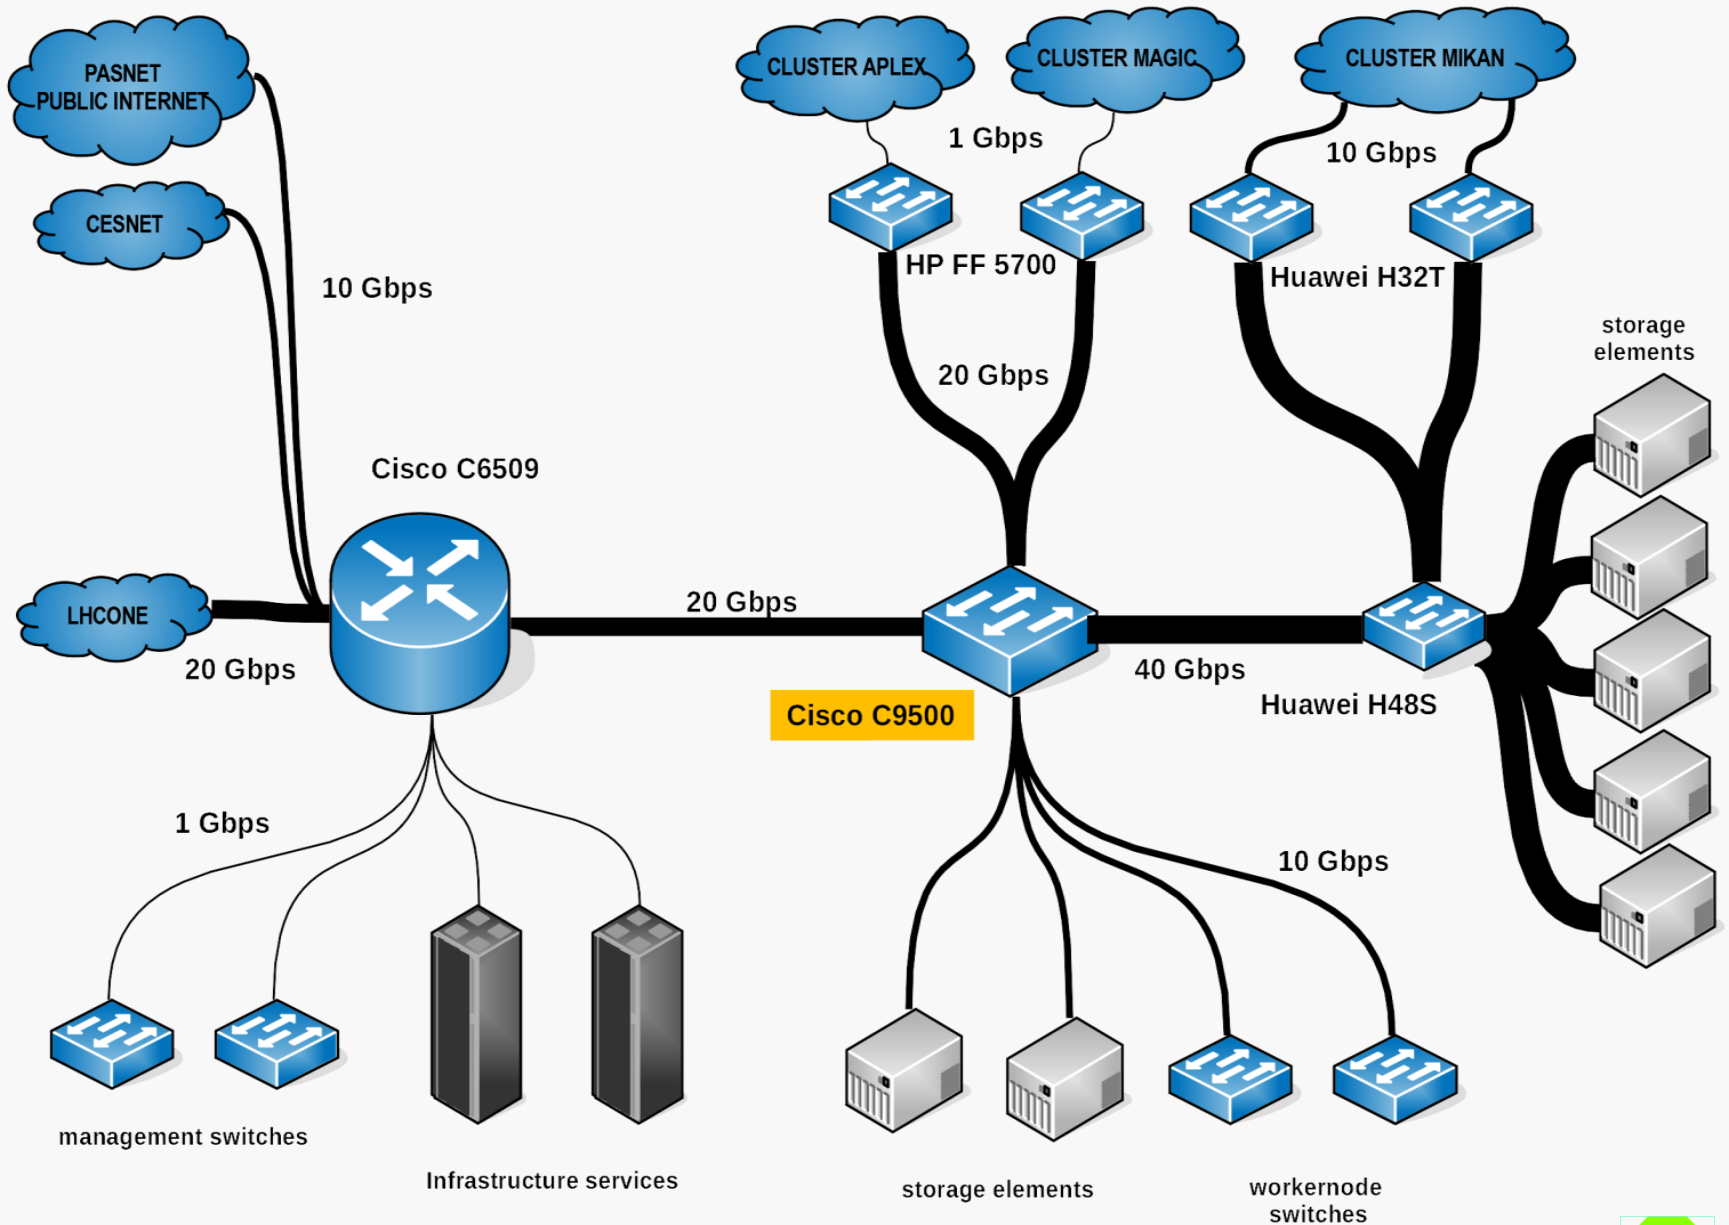 PASNET
PUBLIC INTERNET
CLUSTER APLEX
CLUSTER MAGIC
CLUSTER MIKAN
1 Gbps
10 Gbps
CESNET
HP FF 5700
Huawei H32T
10 Gbps
storage
elements
20 Gbps
Cisco C6509
LHCONE
20 Gbps
20 Gbps
40 Gbps
Huawei H48S
Cisco C9500
1 Gbps
10 Gbps
management switches
Infrastructure services
storage elements
workernode
switches